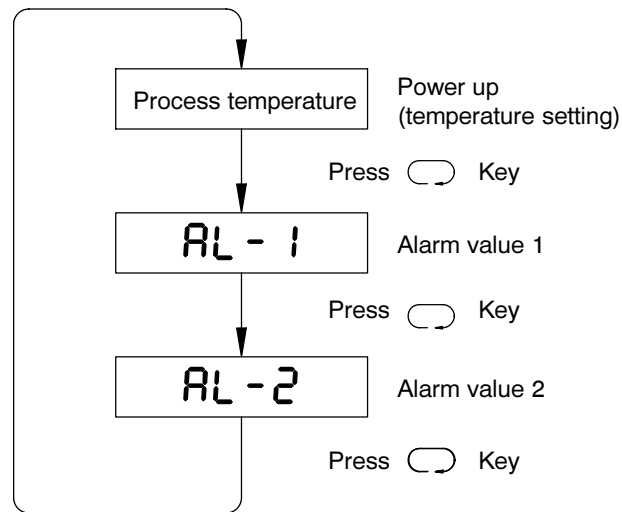 Process temperature
Power up
(temperature setting)
Press Key
AL-1
Alarm value 1
Press Key
AL-2
Alarm value 2
Press Key